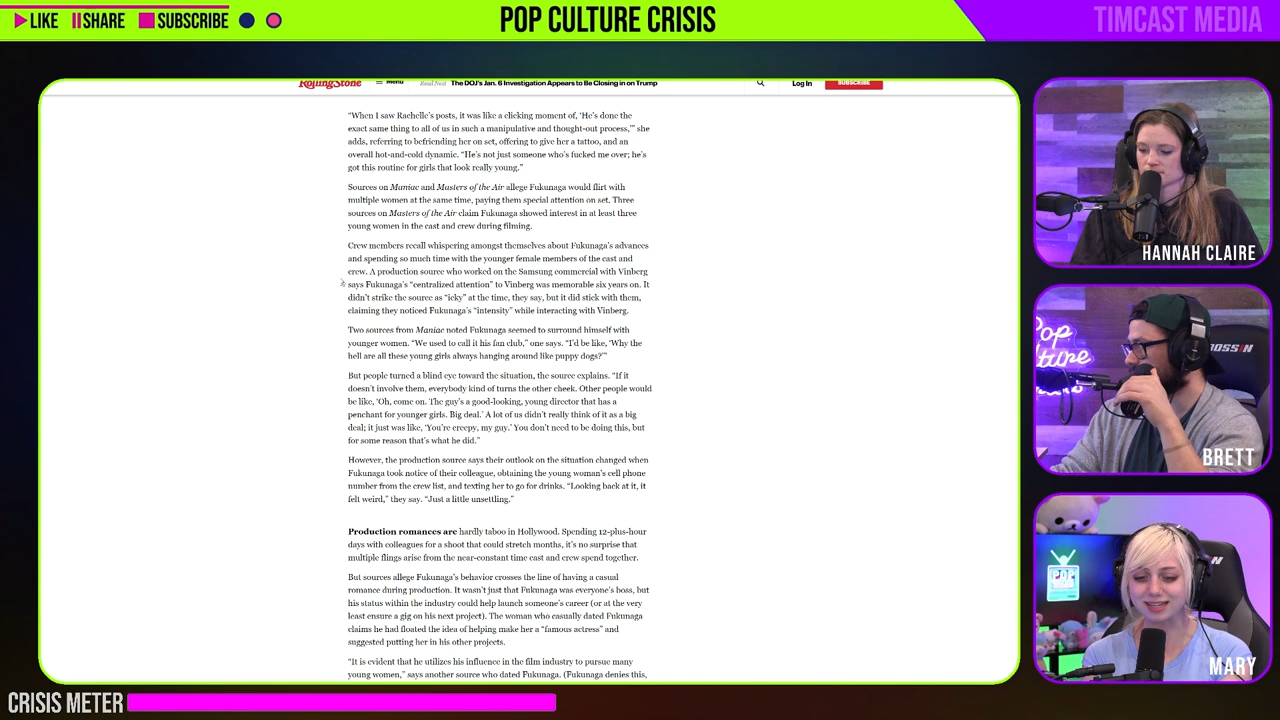 LIKE SHARE SUBSCRIBE
POP CULTURE CRISIS
TIMCAST MEDIA
RollingStone Menu Read Next The DOJ's Jan. 6 Investigation Appears to Be Closing in on Trump Log In SUBSCRIBE
“When I saw Rachelle’s posts, it was like a clicking moment of, ‘He’s done the
exact same thing to all of us in such a manipulative and thought-out process,’” she
adds, referring to befriending her on set, offering to give her a tattoo, and an
overall hot-and-cold dynamic. “He’s not just someone who’s fucked me over; he’s
got this routine for girls that look really young.”
Sources on Maniac and Masters of the Air allege Fukunaga would flirt with
multiple women at the same time, paying them special attention on set. Three
sources on Masters of the Air claim Fukunaga showed interest in at least three
young women in the cast and crew during filming.
Crew members recall whispering amongst themselves about Fukunaga’s advances
and spending so much time with the younger female members of the cast and
crew. A production source who worked on the Samsung commercial with Vinberg
says Fukunaga’s “centralized attention” to Vinberg was memorable six years on. It
didn’t strike the source as “icky” at the time, they say, but it did stick with them,
claiming they noticed Fukunaga’s “intensity” while interacting with Vinberg.
Two sources from Maniac noted Fukunaga seemed to surround himself with
younger women. “We used to call it his fan club,” one says. “I’d be like, ‘Why the
hell are all these young girls always hanging around like puppy dogs?’”
But people turned a blind eye toward the situation, the source explains. “If it
doesn’t involve them, everybody kind of turns the other cheek. Other people would
be like, ‘Oh, come on. The guy’s a good-looking, young director that has a
penchant for younger girls. Big deal.’ A lot of us didn’t really think of it as a big
deal; it just was like, ‘You’re creepy, my guy.’ You don’t need to be doing this, but
for some reason that’s what he did.”
However, the production source says their outlook on the situation changed when
Fukunaga took notice of their colleague, obtaining the young woman’s cell phone
number from the crew list, and texting her to go for drinks. “Looking back at it, it
felt weird,” they say. “Just a little unsettling.”
Production romances are hardly taboo in Hollywood. Spending 12-plus-hour
days with colleagues for a shoot that could stretch months, it’s no surprise that
multiple flings arise from the near-constant time cast and crew spend together.
But sources allege Fukunaga’s behavior crosses the line of having a casual
romance during production. It wasn’t just that Fukunaga was everyone’s boss, but
his status within the industry could help launch someone’s career (or at the very
least ensure a gig on his next project). The woman who casually dated Fukunaga
claims he had floated the idea of helping make her a “famous actress” and
suggested putting her in his other projects.
“It is evident that he utilizes his influence in the film industry to pursue many
young women,” says another source who dated Fukunaga. (Fukunaga denies this,
HANNAH CLAIRE
BRETT
MARY
CRISIS METER